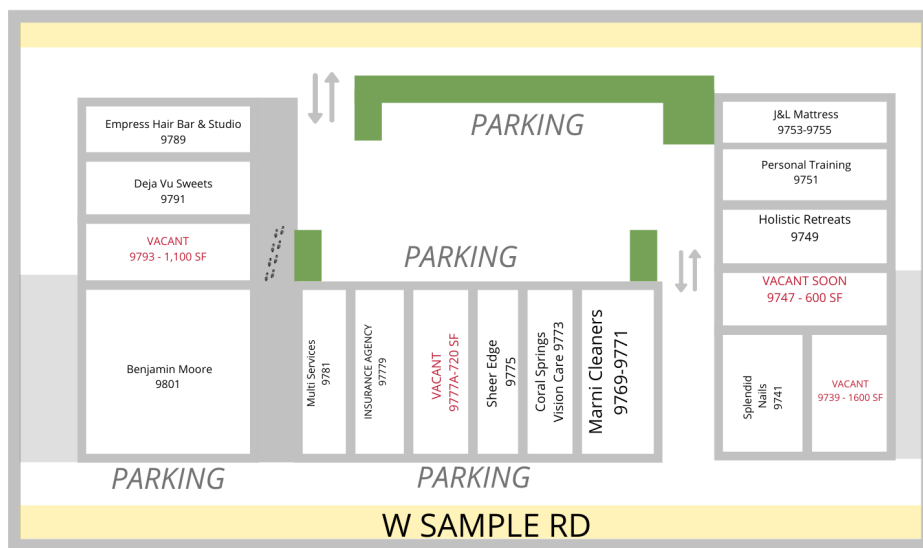 Empress Hair Bar & Studio
9789
Deja Vu Sweets
9791
VACANT
9793 - 1,100 SF
Benjamin Moore
9801
PARKING
PARKING
PARKING
Multi Services
9781
INSURANCE AGENCY
97779
VACANT
9777A-720 SF
Sheer Edge
9775
Coral Springs
Vision Care 9773
Marni Cleaners
9769-9771
J&L Mattress
9753-9755
Personal Training
9751
Holistic Retreats
9749
VACANT SOON
9747 - 600 SF
Splendid
Nails
9741
VACANT
9739 - 1600 SF
PARKING
W SAMPLE RD